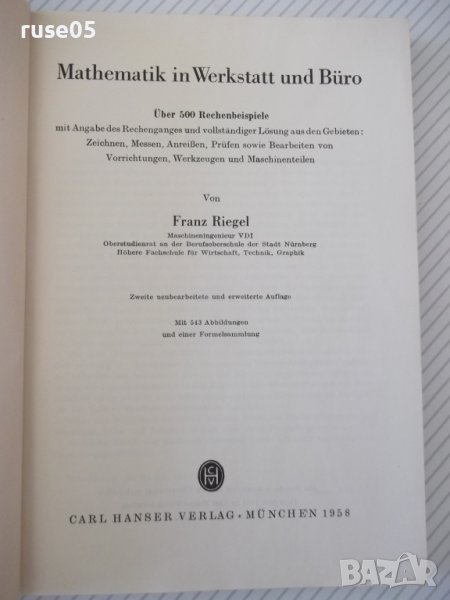 ruse05
Mathematik in Werkstatt und Büro
Über 500 Rechenbeispiele
mit Angabe des Rechenganges und vollständiger Lösung aus den Gebieten:
Zeichnen, Messen, Anreißen, Prüfen sowie Bearbeiten von
Vorrichtungen, Werkzeugen und Maschinenteilen
Von
Franz Riegel
Maschineningenieur VDI
Oberstudienrat an der Berufsoberschule der Stadt Nürnberg
Höhere Fachschule für Wirtschaft, Technik, Graphik
Zweite neubearbeitete und erweiterte Auflage
Mit 543 Abbildungen
und einer Formelsammlung
CHV
CARL HANSER VERLAG • MÜNCHEN 1958
BAZAR